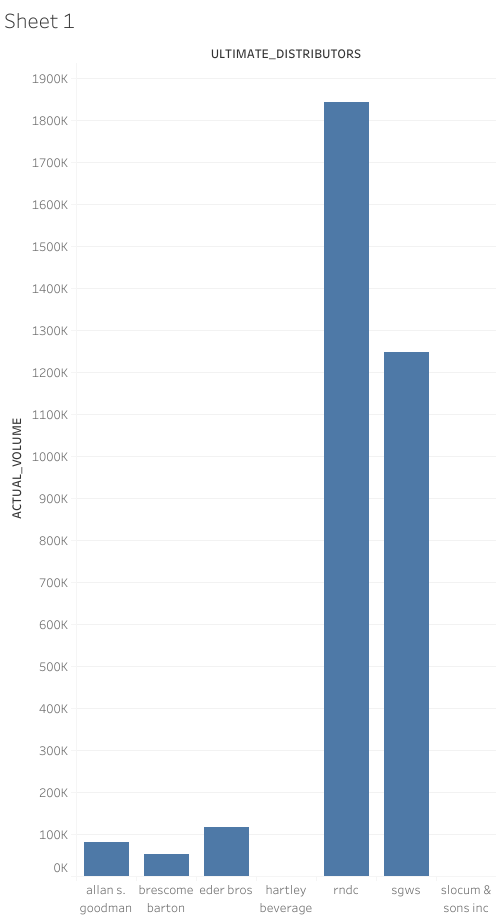 Sheet 1
ULTIMATE_DISTRIBUTORS
1900K
1800K
1700K
1600K
1500K
1400K
1300K
1200K
1100K
1000K
900K
800K
700K
600K
500K
400K
300K
200K
100K
0K
ACTUAL_VOLUME
allan s. brescome eder bros hartley rndc sgws slocum &
goodman barton beverage sons inc